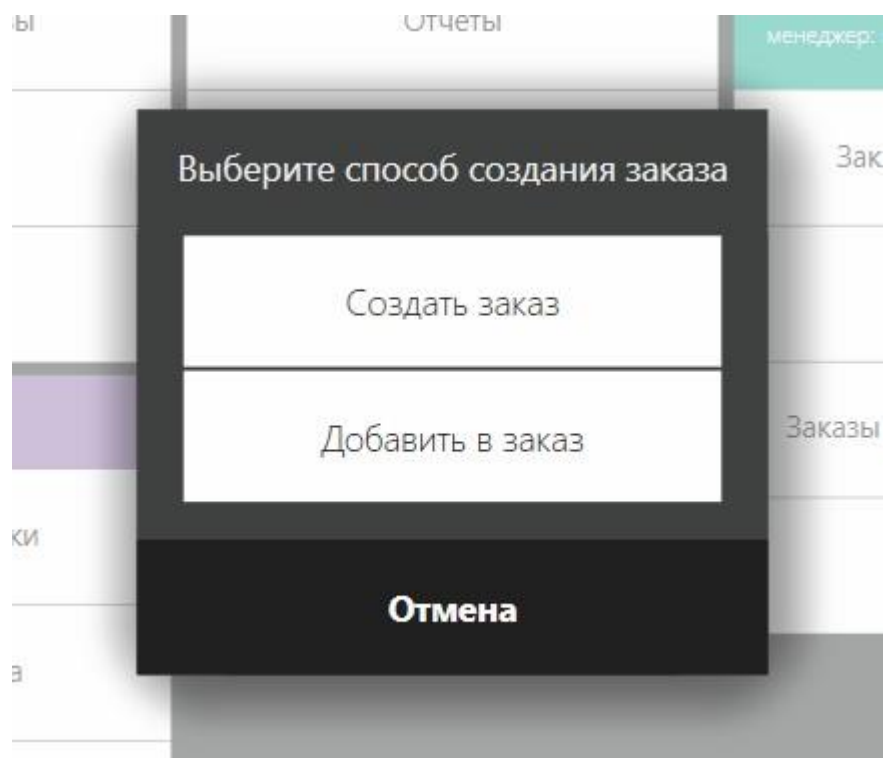 Отчеты
менеджер:
Выберите способ создания заказа
Создать заказ
Добавить в заказ
Заказы
Отмена